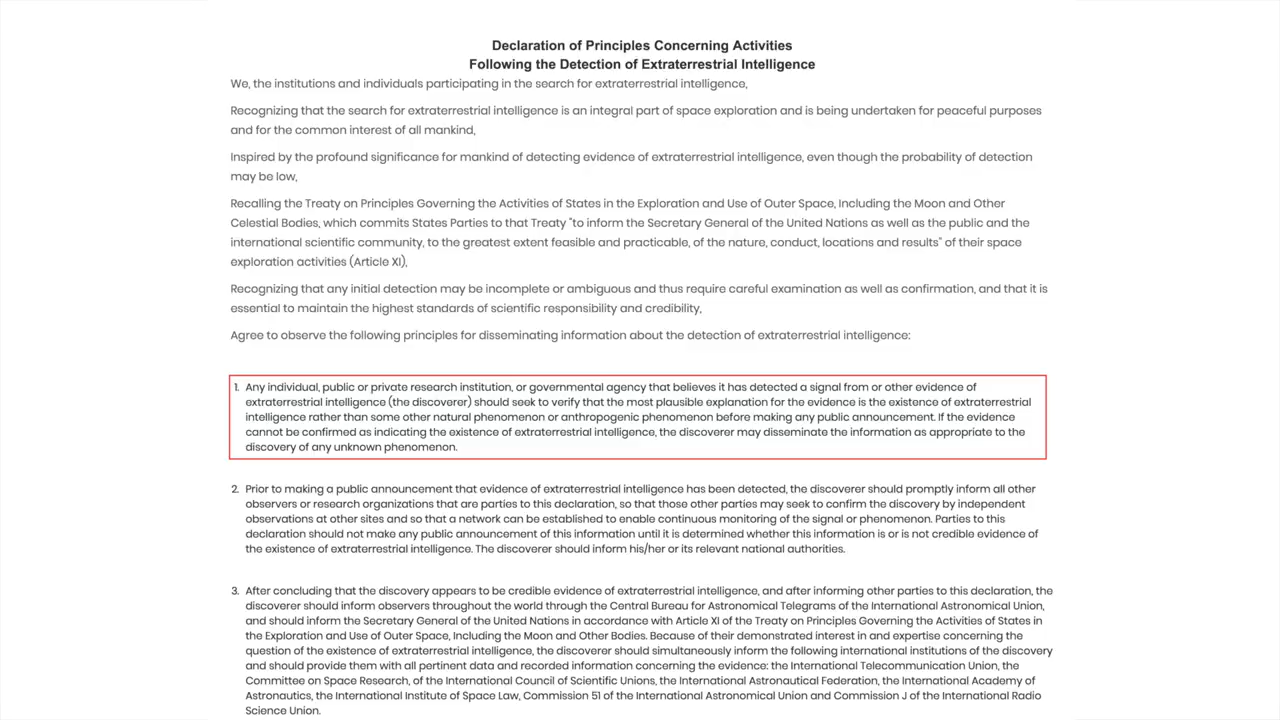 Declaration of Principles Concerning Activities
Following the Detection of Extraterrestrial Intelligence
We, the institutions and individuals participating in the search for extraterrestrial intelligence,
Recognizing that the search for extraterrestrial intelligence is an integral part of space exploration and is being undertaken for peaceful purposes
and for the common interest of all mankind,
Inspired by the profound significance for mankind of detecting evidence of extraterrestrial intelligence, even though the probability of detection
may be low,
Recalling the Treaty on Principles Governing the Activities of States in the Exploration and Use of Outer Space, Including the Moon and Other
Celestial Bodies, which commits States Parties to that Treaty "to inform the Secretary General of the United Nations as well as the public and the
international scientific community, to the greatest extent feasible and practicable, of the nature, conduct, locations and results" of their space
exploration activities (Article XI),
Recognizing that any initial detection may be incomplete or ambiguous and thus require careful examination as well as confirmation, and that it is
essential to maintain the highest standards of scientific responsibility and credibility,
Agree to observe the following principles for disseminating information about the detection of extraterrestrial intelligence:
1. Any individual, public or private research institution, or governmental agency that believes it has detected a signal from or other evidence of
extraterrestrial intelligence (the discoverer) should seek to verify that the most plausible explanation for the evidence is the existence of extraterrestrial
intelligence rather than some other natural phenomenon or anthropogenic phenomenon before making any public announcement. If the evidence
cannot be confirmed as indicating the existence of extraterrestrial intelligence, the discoverer may disseminate the information as appropriate to the
discovery of any unknown phenomenon.
2. Prior to making a public announcement that evidence of extraterrestrial intelligence has been detected, the discoverer should promptly inform all other
observers or research organizations that are parties to this declaration, so that those other parties may seek to confirm the discovery by independent
observations at other sites and so that a network can be established to enable continuous monitoring of the signal or phenomenon. Parties to this
declaration should not make any public announcement of this information until it is determined whether this information is or is not credible evidence of
the existence of extraterrestrial intelligence. The discoverer should inform his/her or its relevant national authorities.
3. After concluding that the discovery appears to be credible evidence of extraterrestrial intelligence, and after informing other parties to this declaration, the
discoverer should inform observers throughout the world through the Central Bureau for Astronomical Telegrams of the International Astronomical Union,
and should inform the Secretary General of the United Nations in accordance with Article XI of the Treaty on Principles Governing the Activities of States in
the Exploration and Use of Outer Space, Including the Moon and Other Bodies. Because of their demonstrated interest in and expertise concerning the
question of the existence of extraterrestrial intelligence, the discoverer should simultaneously inform the following international institutions of the discovery
and should provide them with all pertinent data and recorded information concerning the evidence: the International Telecommunication Union, the
Committee on Space Research, of the International Council of Scientific Unions, the International Astronautical Federation, the International Academy of
Astronautics, the International Institute of Space Law, Commission 51 of the International Astronomical Union and Commission J of the International Radio
Science Union.